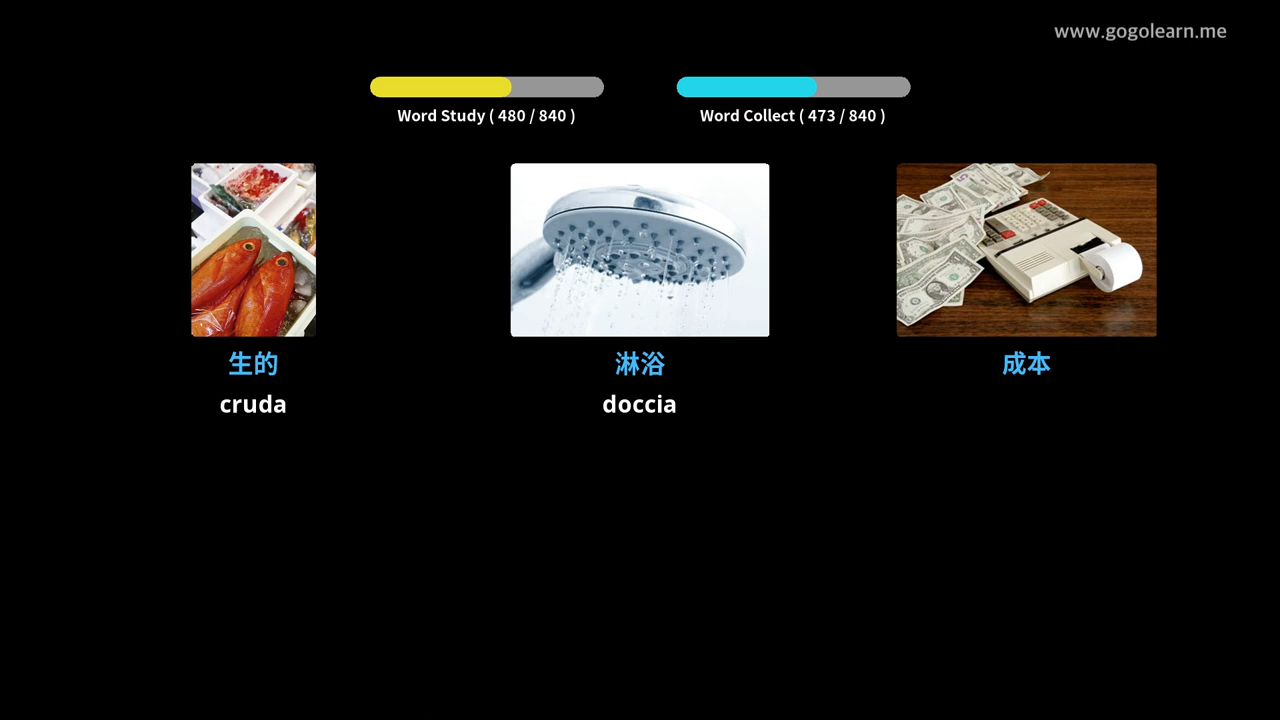 www.gogolearn.me
Word Study ( 480 / 840 )
Word Collect ( 473 / 840 )
生的
淋浴
成本
cruda
doccia